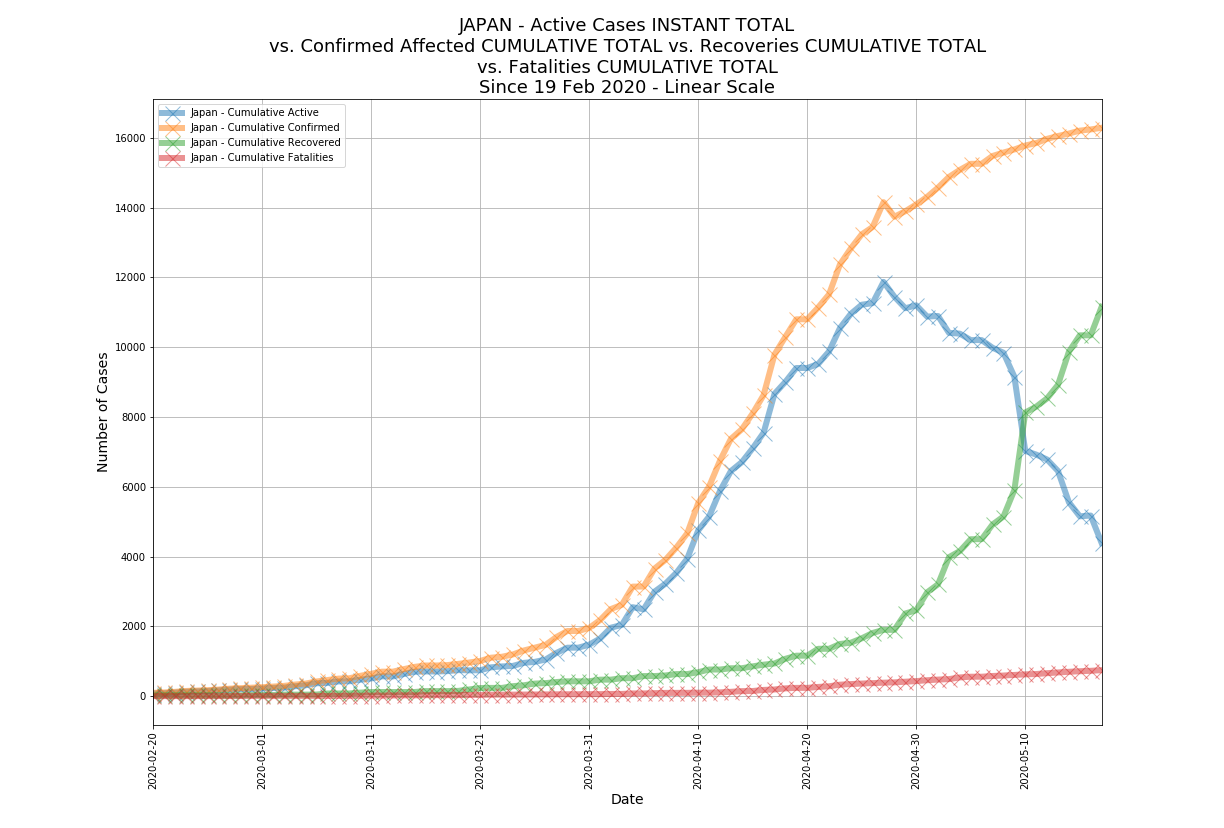 JAPAN - Active Cases INSTANT TOTAL
vs. Confirmed Affected CUMULATIVE TOTAL vs. Recoveries CUMULATIVE TOTAL
vs. Fatalities CUMULATIVE TOTAL
Since 19 Feb 2020 - Linear Scale
Japan - Cumulative Active
Japan - Cumulative Confirmed
Japan - Cumulative Recovered
Japan - Cumulative Fatalities
Number of Cases
16000
14000
12000
10000
8000
6000
4000
2000
0
2020-02-20
2020-03-01
2020-03-11
2020-03-21
2020-03-31
2020-04-10
2020-04-20
2020-04-30
2020-05-10
Date